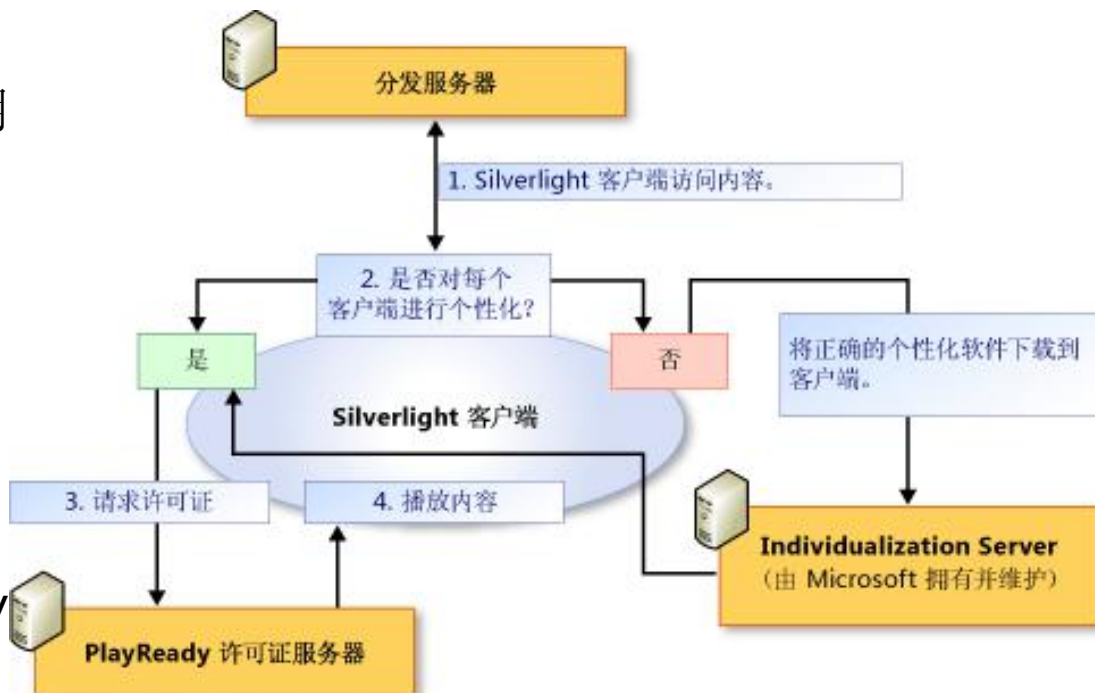 分发服务器
1. Silverlight 客户端访问内容。
2. 是否对每个
客户端进行个性化?
是
否
将正确的个性化软件下载到
客户端。
Silverlight 客户端
3. 请求许可证
4. 播放内容
Individualization Server
(由 Microsoft 拥有并维护)
PlayReady 许可证服务器